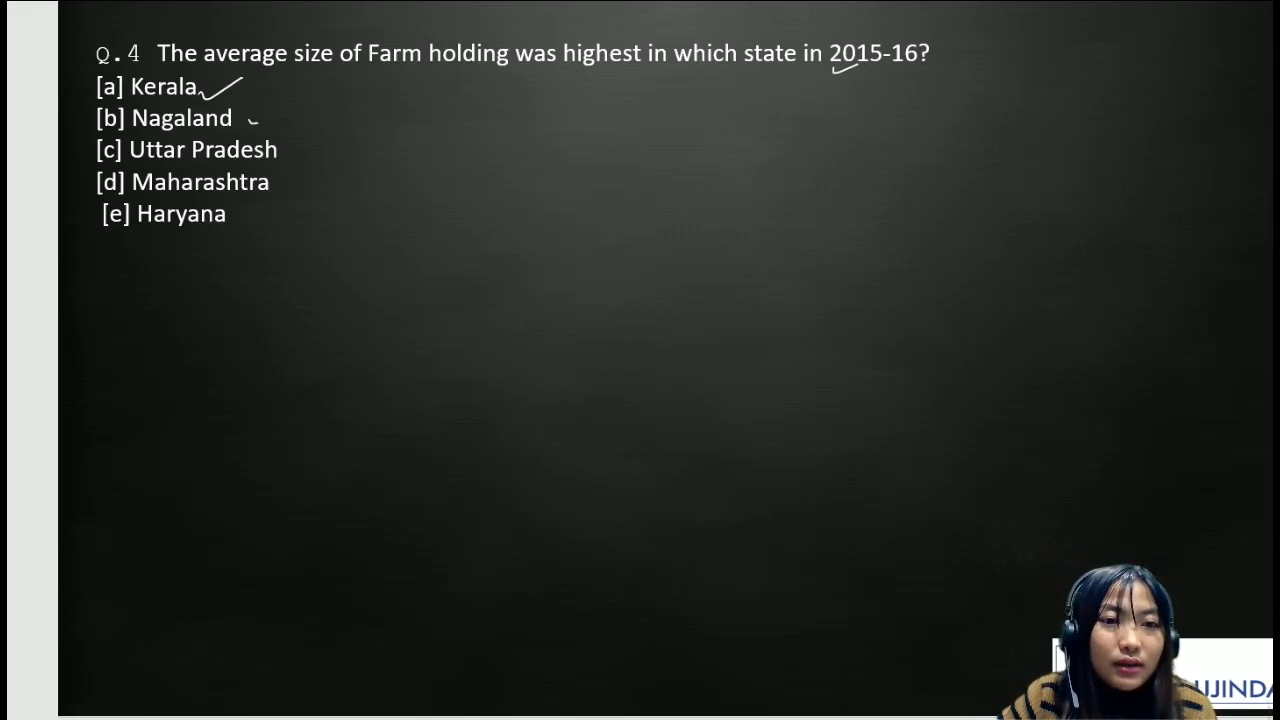 Q.4 The average size of Farm holding was highest in which state in 2015-16?
[a] Kerala
[b] Nagaland
[c] Uttar Pradesh
[d] Maharashtra
[e] Haryana
UJINDA